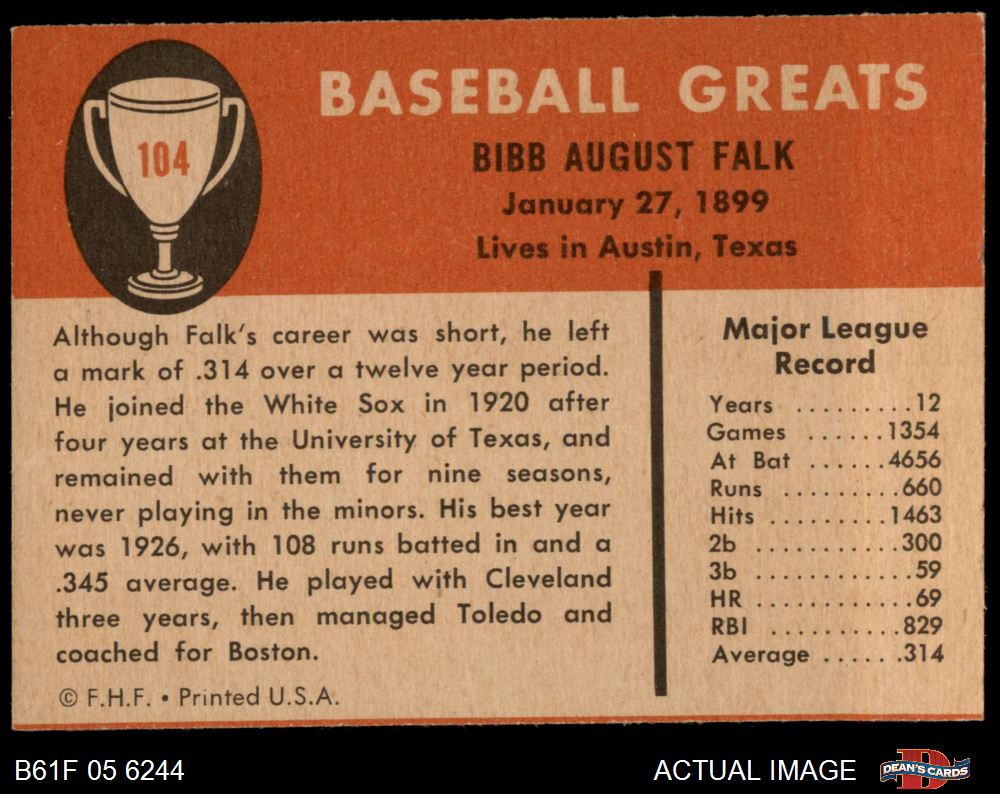 104
BASEBALL GREATS
BIBB AUGUST FALK
January 27, 1899
Lives in Austin, Texas
Although Falk's career was short, he left
a mark of .314 over a twelve year period.
He joined the White Sox in 1920 after
four years at the University of Texas, and
remained with them for nine seasons,
never playing in the minors. His best year
was 1926, with 108 runs batted in and a
.345 average. He played with Cleveland
three years, then managed Toledo and
coached for Boston.
© F.H.F. • Printed U.S.A.
Major League
Record
Years .........12
Games ......1354
At Bat ......4656
Runs .........660
Hits .........1463
2b ...........300
3b ............59
HR ............69
RBI ..........829
Average ......314
B61F 05 6244
ACTUAL IMAGE
D
DEAN'S CARDS